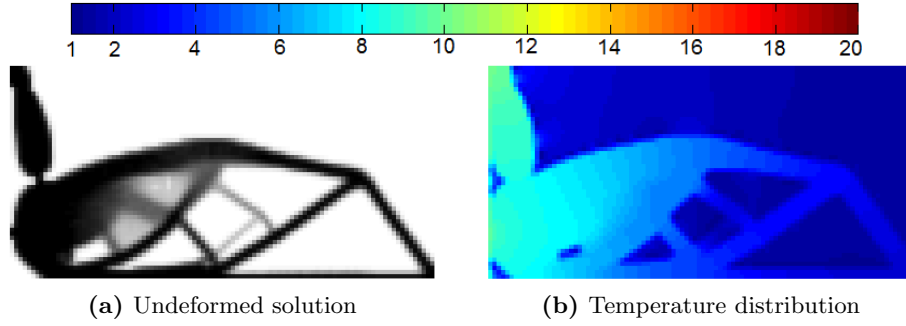 1 2 4 6 8 10 12 14 16 18 20
(a) Undeformed solution
(b) Temperature distribution